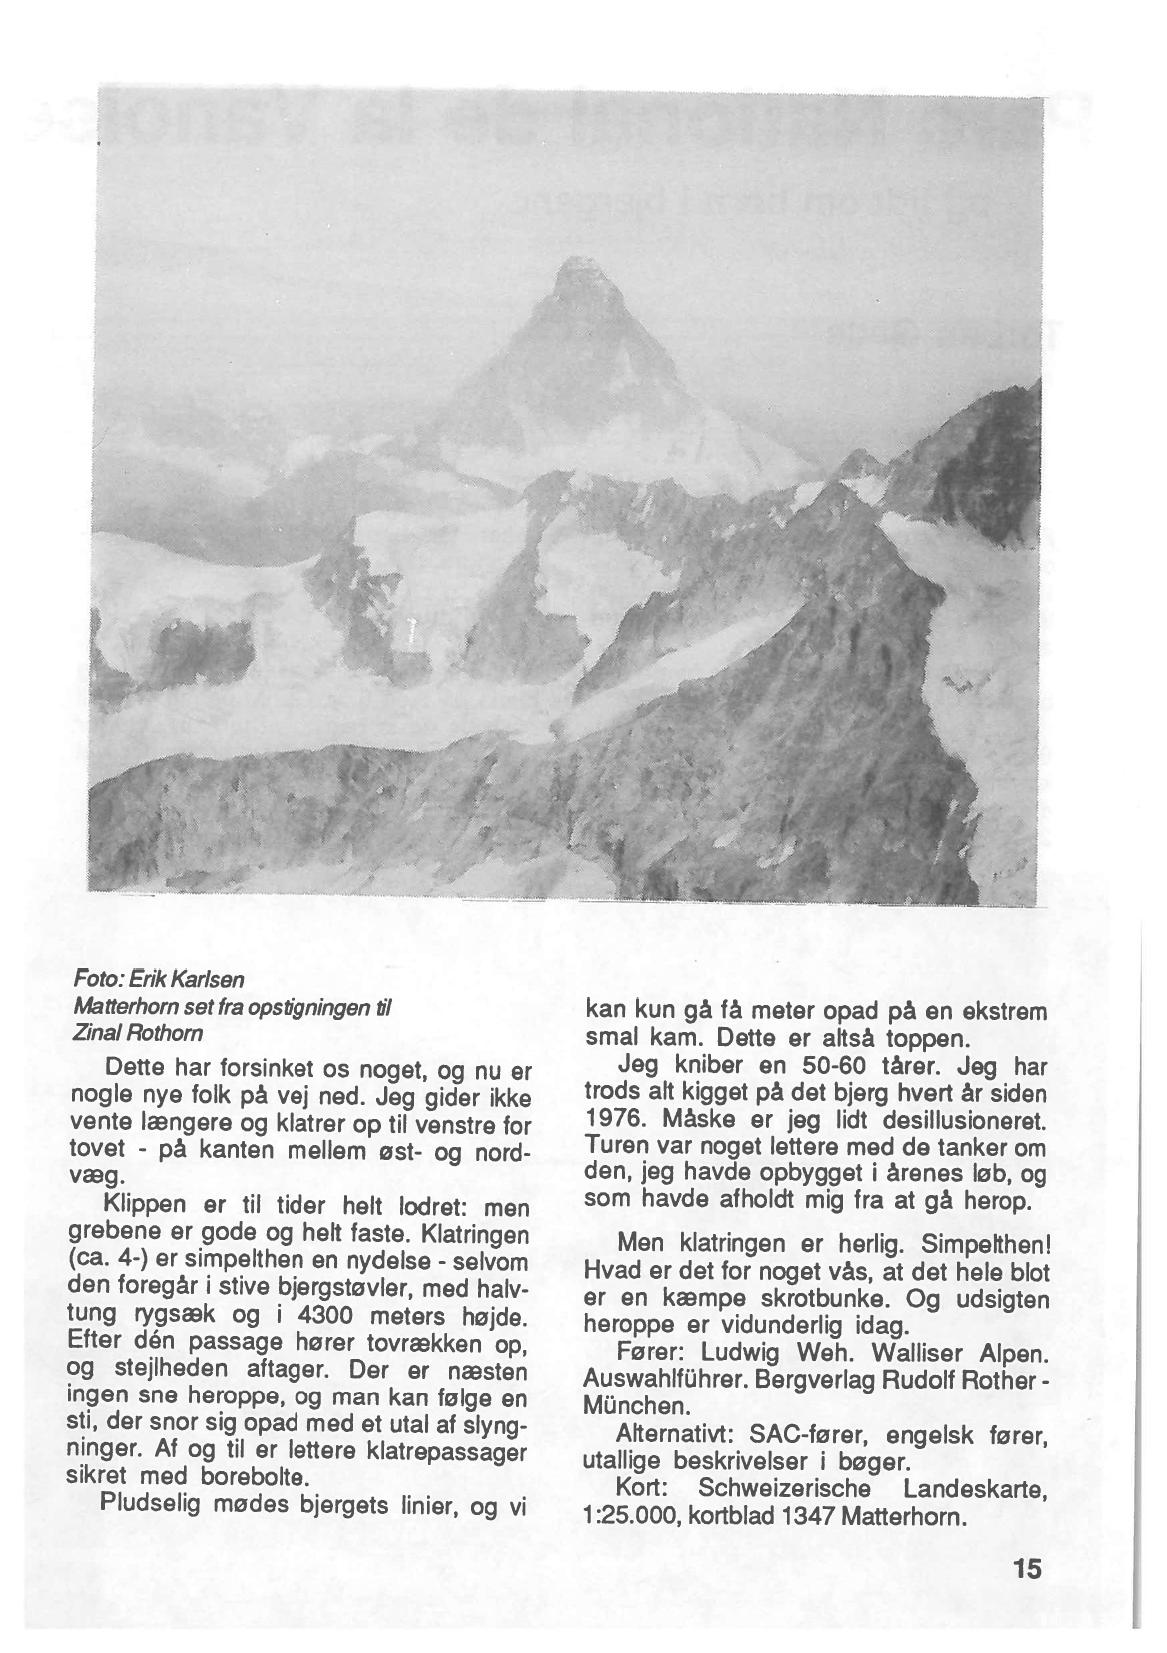 Foto: Erik Karlsen
Matterhorn set fra opstigningen til
Zinal Rothorn
Dette har forsinket os noget, og nu er
nogle nye folk på vej ned. Jeg gider ikke
vente længere og klatrer op til venstre for
tovet - på kanten mellem øst- og nord-
væg.
Klippen er til tider helt lodret: men
grebene er gode og helt faste. Klatringen
(ca. 4-) er simpelthen en nydelse - selvom
den foregår i stive bjergstøvler, med halv-
tung rygsæk og i 4300 meters højde.
Efter dén passage hører tovrækken op,
og stejlheden aftager. Der er næsten
ingen sne heroppe, og man kan følge en
sti, der snor sig opad med et utal af slyng-
ninger. Af og til er lettere klatrepassager
sikret med borebolte.
Pludselig mødes bjergets linier, og vi
kan kun gå få meter opad på en ekstrem
smal kam. Dette er altså toppen.
Jeg kniber en 50-60 tårer. Jeg har
trods alt kigget på det bjerg hvert år siden
1976. Måske er jeg lidt desillusioneret.
Turen var noget lettere med de tanker om
den, jeg havde opbygget i årenes løb, og
som havde afholdt mig fra at gå herop.
Men klatringen er herlig. Simpelthen!
Hvad er det for noget vås, at det hele blot
er en kæmpe skrotbunke. Og udsigten
heroppe er vidunderlig idag.
Fører: Ludwig Weh. Walliser Alpen.
Auswahlführer. Bergverlag Rudolf Rother -
München.
Alternativt: SAC-fører, engelsk fører,
utallige beskrivelser i bøger.
Kort: Schweizerische Landeskarte,
1:25.000, kortblad 1347 Matterhorn.
15